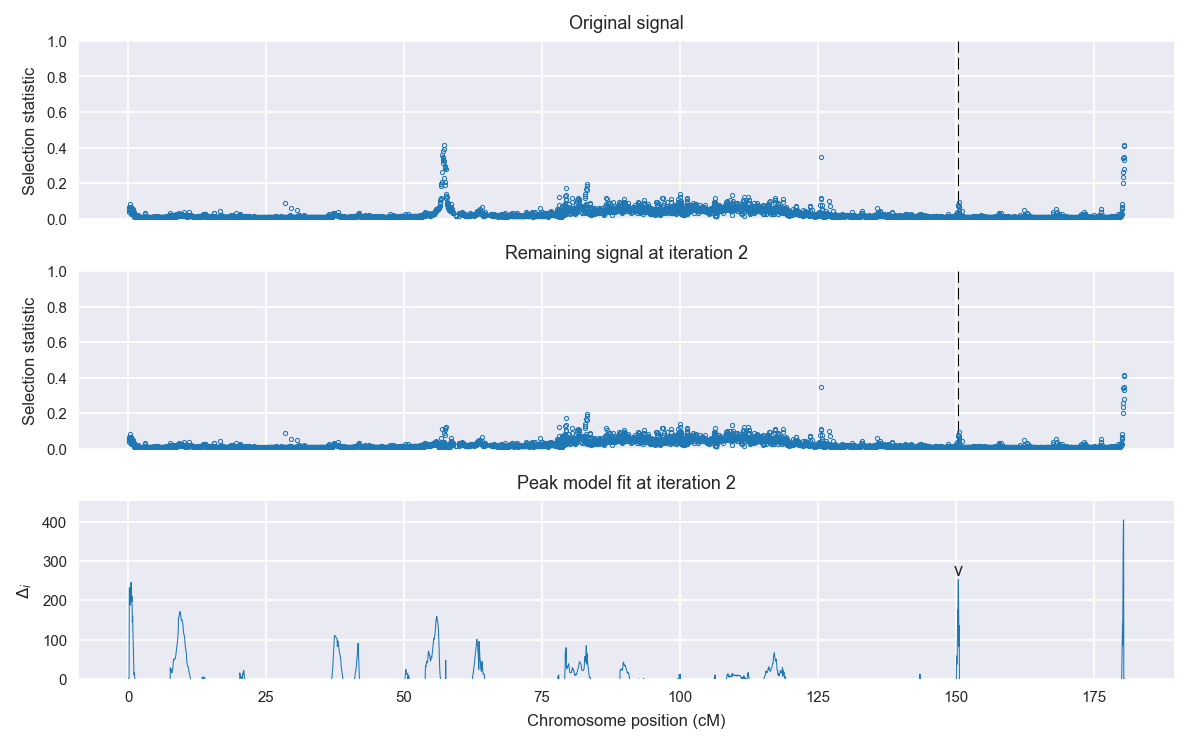 Original signal
1.0
0.8
0.6
0.4
0.2
0.0
Selection statistic
Remaining signal at iteration 2
1.0
0.8
0.6
0.4
0.2
0.0
Selection statistic
Peak model fit at iteration 2
400
300
200
100
0
Δi
v
0 25 50 75 100 125 150 175
Chromosome position (cM)